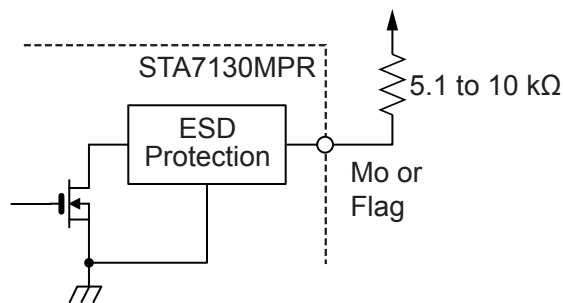 STA7130MPR
5.1 to 10 kΩ
ESD
Protection
Mo or
Flag